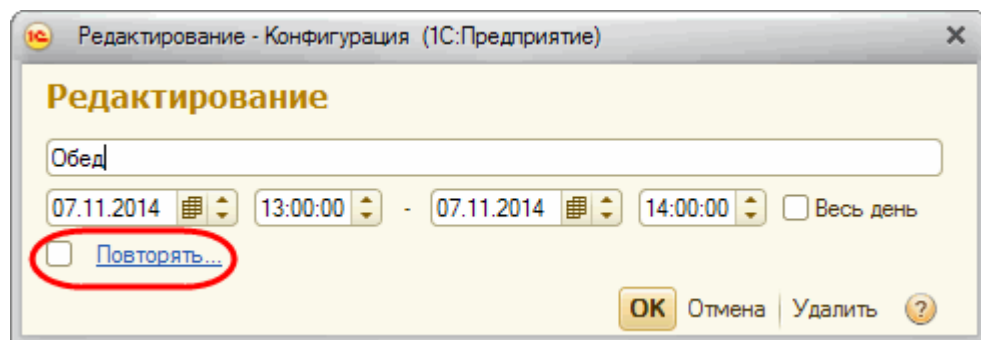 1С Редактирование - Конфигурация (1С:Предприятие)
Редактирование
Обед
07.11.2014 13:00:00 - 07.11.2014 14:00:00 Весь день
Повторять...
ОК Отмена Удалить ?